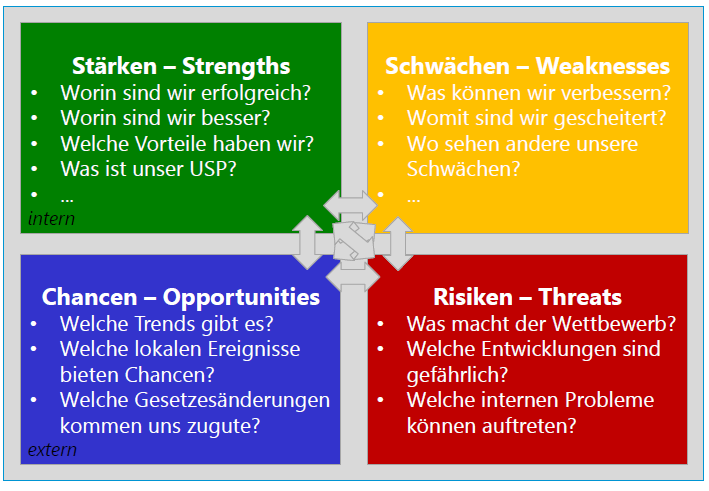 Stärken – Strengths
• Worin sind wir erfolgreich?
• Worin sind wir besser?
• Welche Vorteile haben wir?
• Was ist unser USP?
• ...
intern
Schwächen – Weaknesses
• Was können wir verbessern?
• Womit sind wir gescheitert?
• Wo sehen andere unsere
Schwächen?
• ...
Chancen – Opportunities
• Welche Trends gibt es?
• Welche lokalen Ereignisse
bieten Chancen?
• Welche Gesetzesänderungen
kommen uns zugute?
extern
Risiken – Threats
• Was macht der Wettbewerb?
• Welche Entwicklungen sind
gefährlich?
• Welche internen Probleme
können auftreten?